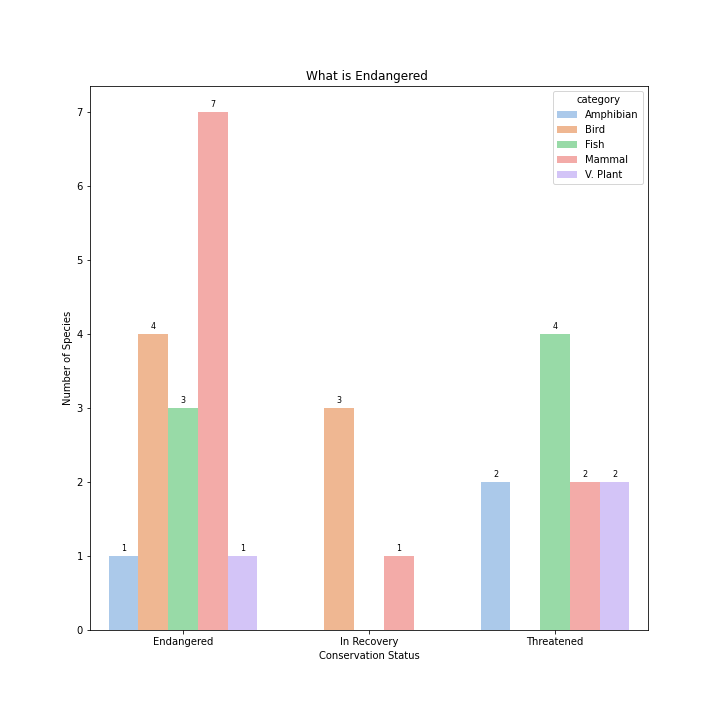 What is Endangered
7
category
Amphibian
Bird
Fish
Mammal
V. Plant
7
6
5
4
3
2
1
0
Number of Species
1
4
3
1
3
1
2
4
2
2
Endangered
In Recovery
Threatened
Conservation Status